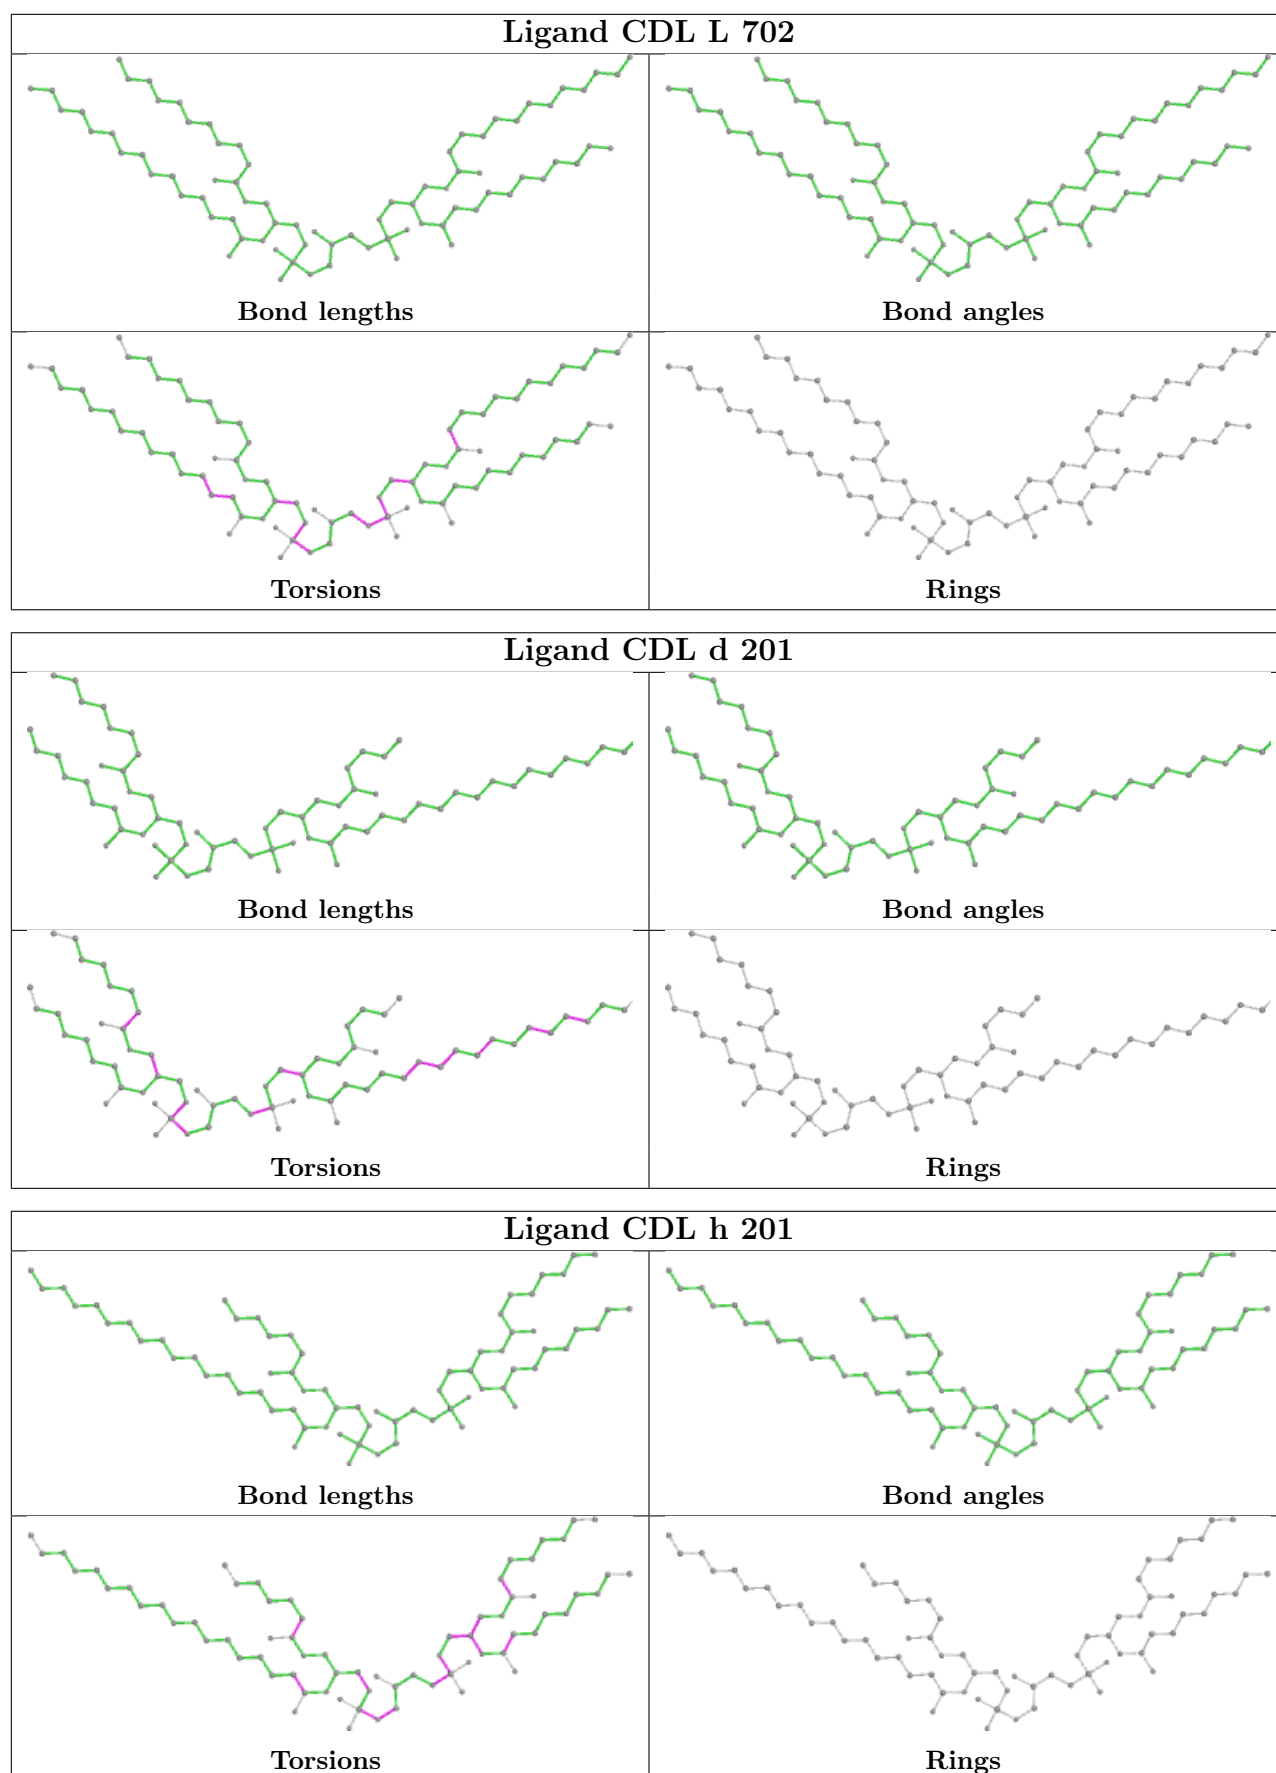 Ligand CDL L 702
Bond lengths
Bond angles
Torsions
Rings
Ligand CDL d 201
Bond lengths
Bond angles
Torsions
Rings
Ligand CDL h 201
Bond lengths
Bond angles
Torsions
Rings